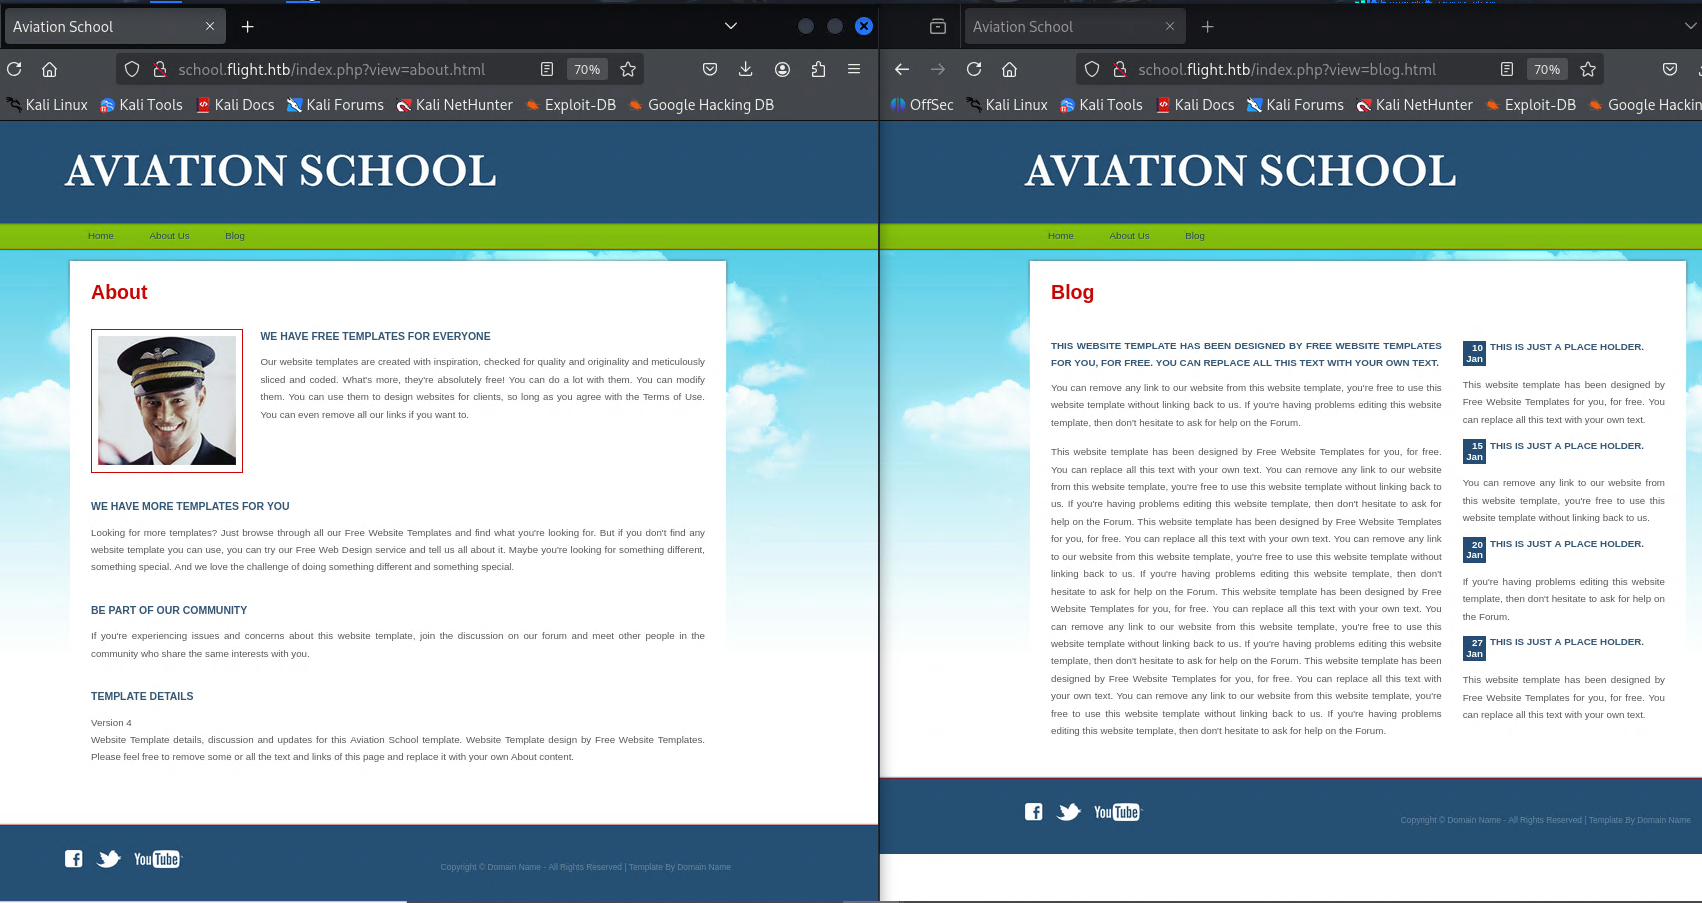 Aviation School
school.flight.htb/index.php?view=about.html
70%
Kali Linux
Kali Tools
Kali Docs
Kali Forums
Kali NetHunter
Exploit-DB
Google Hacking DB
AVIATION SCHOOL
Home
About Us
Blog
About
WE HAVE FREE TEMPLATES FOR EVERYONE
Our website templates are created with inspiration, checked for quality and originality and meticulously
sliced and coded. What's more, they're absolutely free! You can do a lot with them. You can modify
them. You can use them to design websites for clients, so long as you agree with the Terms of Use.
You can even remove all our links if you want to.
WE HAVE MORE TEMPLATES FOR YOU
Looking for more templates? Just browse through all our Free Website Templates and find what you're looking for. But if you don't find any
website template you can use, you can try our Free Web Design service and tell us all about it. Maybe you're looking for something different,
something special. And we love the challenge of doing something different and something special.
BE PART OF OUR COMMUNITY
If you're experiencing issues and concerns about this website template, join the discussion on our forum and meet other people in the
community who share the same interests with you.
TEMPLATE DETAILS
Version 4
Website Template details, discussion and updates for this Aviation School template. Website Template design by Free Website Templates.
Please feel free to remove some or all the text and links of this page and replace it with your own About content.
You Tube
Copyright © Domain Name - All Rights Reserved | Template By Domain Name
Aviation School
school.flight.htb/index.php?view=blog.html
70%
OffSec
Kali Linux
Kali Tools
Kali Docs
Kali Forums
Kali NetHunter
Exploit-DB
Google Hackin
AVIATION SCHOOL
Home
About Us
Blog
Blog
THIS WEBSITE TEMPLATE HAS BEEN DESIGNED BY FREE WEBSITE TEMPLATES
FOR YOU, FOR FREE. YOU CAN REPLACE ALL THIS TEXT WITH YOUR OWN TEXT.
You can remove any link to our website from this website template, you're free to use this
website template without linking back to us. If you're having problems editing this website
template, then don't hesitate to ask for help on the Forum.
This website template has been designed by Free Website Templates for you, for free.
You can replace all this text with your own text. You can remove any link to our website
from this website template, you're free to use this website template without linking back to
us. If you're having problems editing this website template, then don't hesitate to ask for
help on the Forum. This website template has been designed by Free Website Templates
for you, for free. You can replace all this text with your own text. You can remove any link
to our website from this website template, you're free to use this website template without
linking back to us. If you're having problems editing this website template, then don't
hesitate to ask for help on the Forum. This website template has been designed by Free
Website Templates for you, for free. You can replace all this text with your own text. You
can remove any link to our website from this website template, you're free to use this
website template without linking back to us. If you're having problems editing this website
template, then don't hesitate to ask for help on the Forum. This website template has been
designed by Free Website Templates for you, for free. You can replace all this text with
your own text. You can remove any link to our website from this website template, you're
free to use this website template without linking back to us. If you're having problems
editing this website template, then don't hesitate to ask for help on the Forum.
10
Jan
THIS IS JUST A PLACE HOLDER.
This website template has been designed by
Free Website Templates for you, for free. You
can replace all this text with your own text.
15
Jan
THIS IS JUST A PLACE HOLDER.
You can remove any link to our website from
this website template, you're free to use this
website template without linking back to us.
20
Jan
THIS IS JUST A PLACE HOLDER.
If you're having problems editing this website
template, then don't hesitate to ask for help on
the Forum.
27
Jan
THIS IS JUST A PLACE HOLDER.
This website template has been designed by
Free Website Templates for you, for free. You
can replace all this text with your own text.
You Tube
Copyright © Domain Name - All Rights Reserved | Template By Domain Name